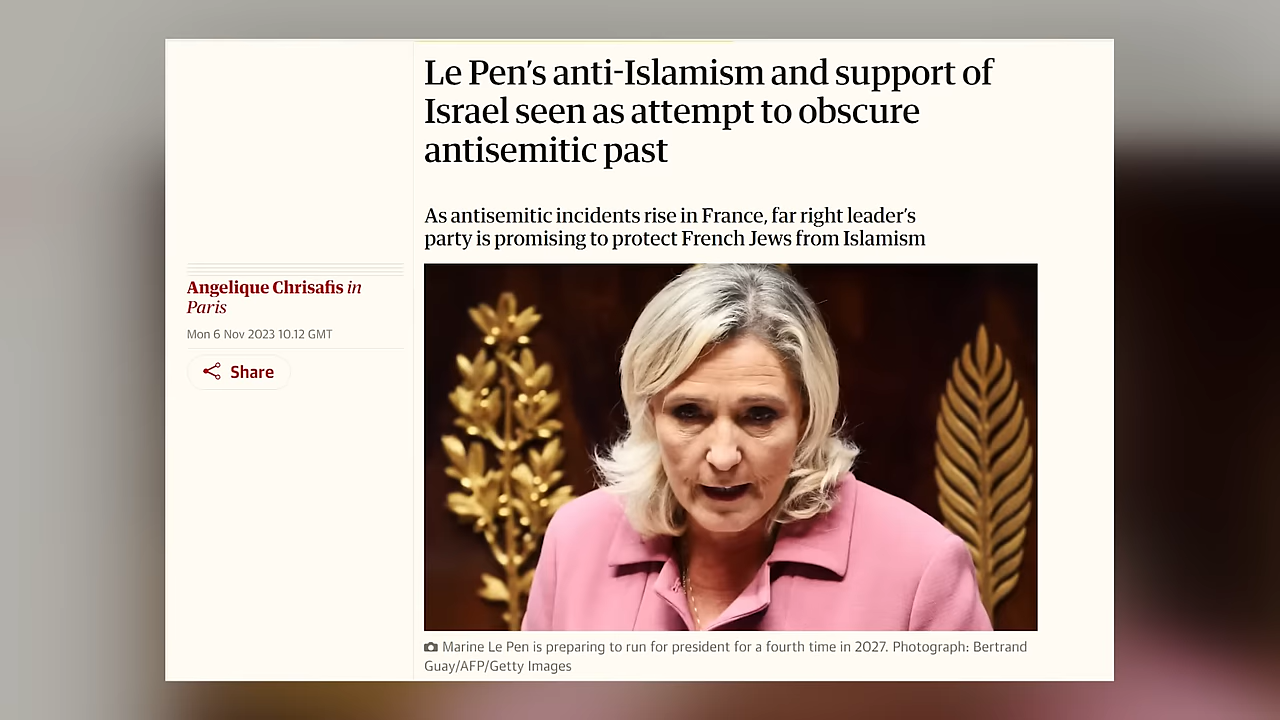 Le Pen's anti-Islamism and support of
Israel seen as attempt to obscure
antisemitic past
As antisemitic incidents rise in France, far right leader's
party is promising to protect French Jews from Islamism
Angelique Chrisafis in
Paris
Mon 6 Nov 2023 10.12 GMT
Share
Marine Le Pen is preparing to run for president for a fourth time in 2027. Photograph: Bertrand
Guay/AFP/Getty Images